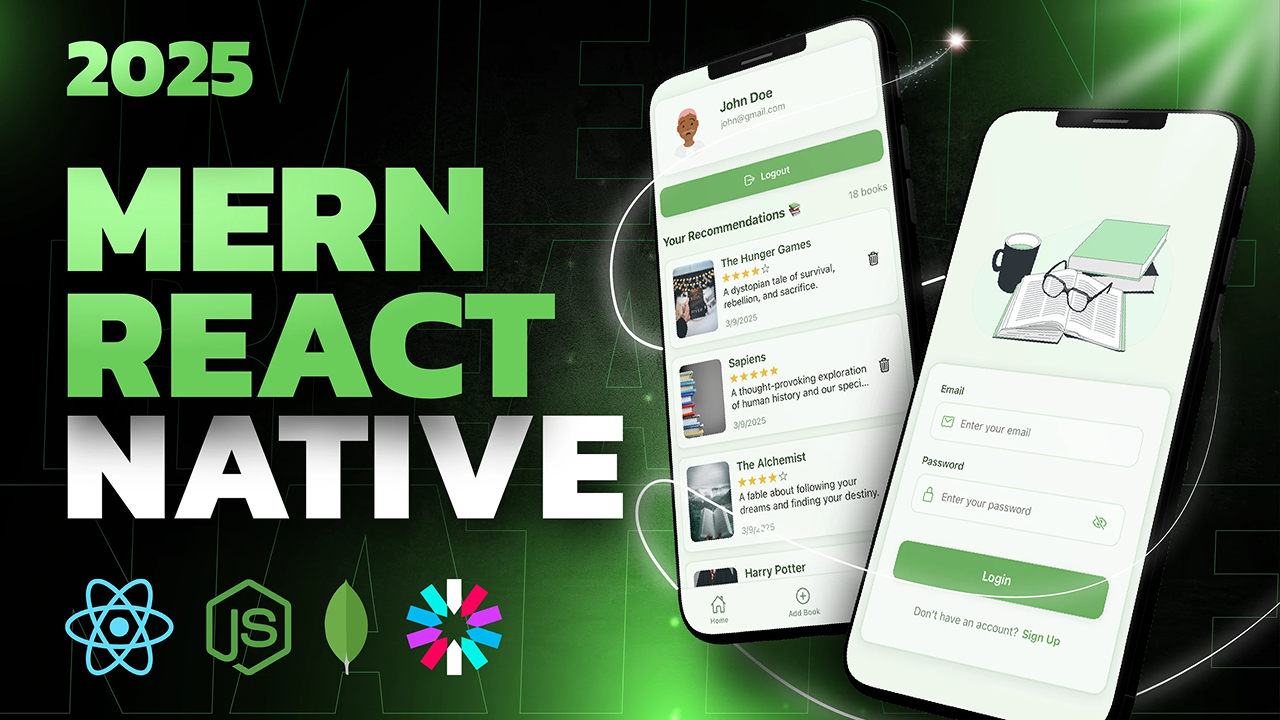 2025
MERN
REACT
NATIVE
JS
John Doe
john@gmail.com
Logout
Your Recommendations
18 books
The Hunger Games
A dystopian tale of survival,
rebellion, and sacrifice.
3/9/2025
Sapiens
A thought-provoking exploration
of human history and our speci...
3/9/2025
The Alchemist
A fable about following your
dreams and finding your destiny.
3/9/2025
Harry Potter
Home
Add Book
Email
Enter your email
Password
Enter your password
Login
Don't have an account? Sign Up